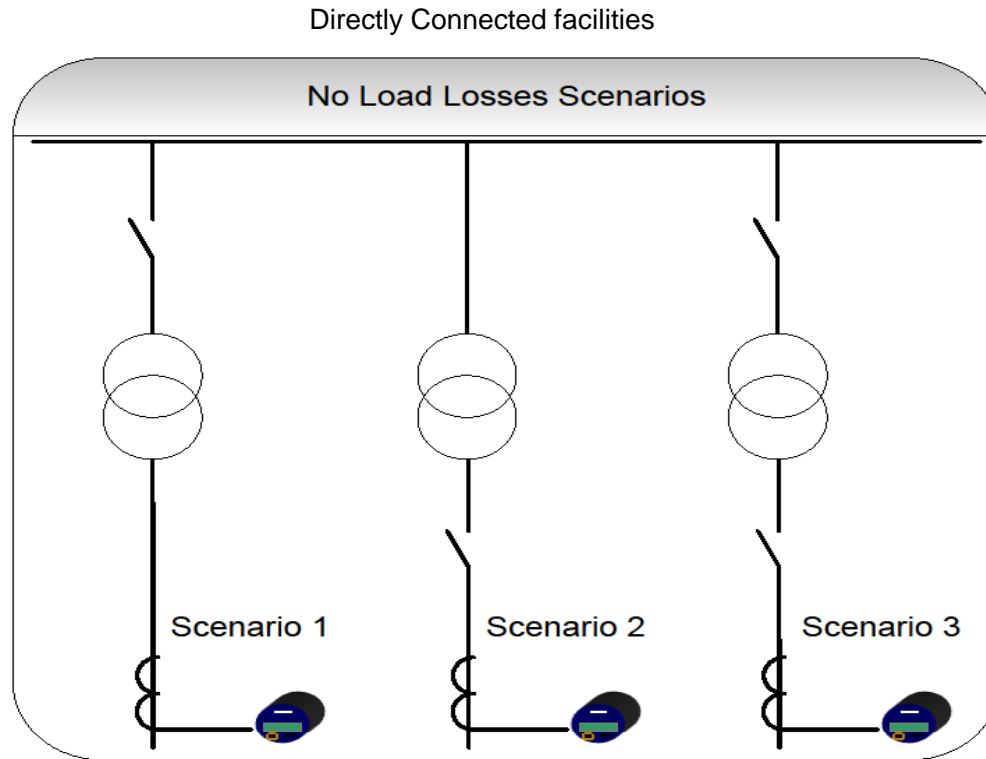 Directly Connected facilities
No Load Losses Scenarios
Scenario 1
Scenario 2
Scenario 3